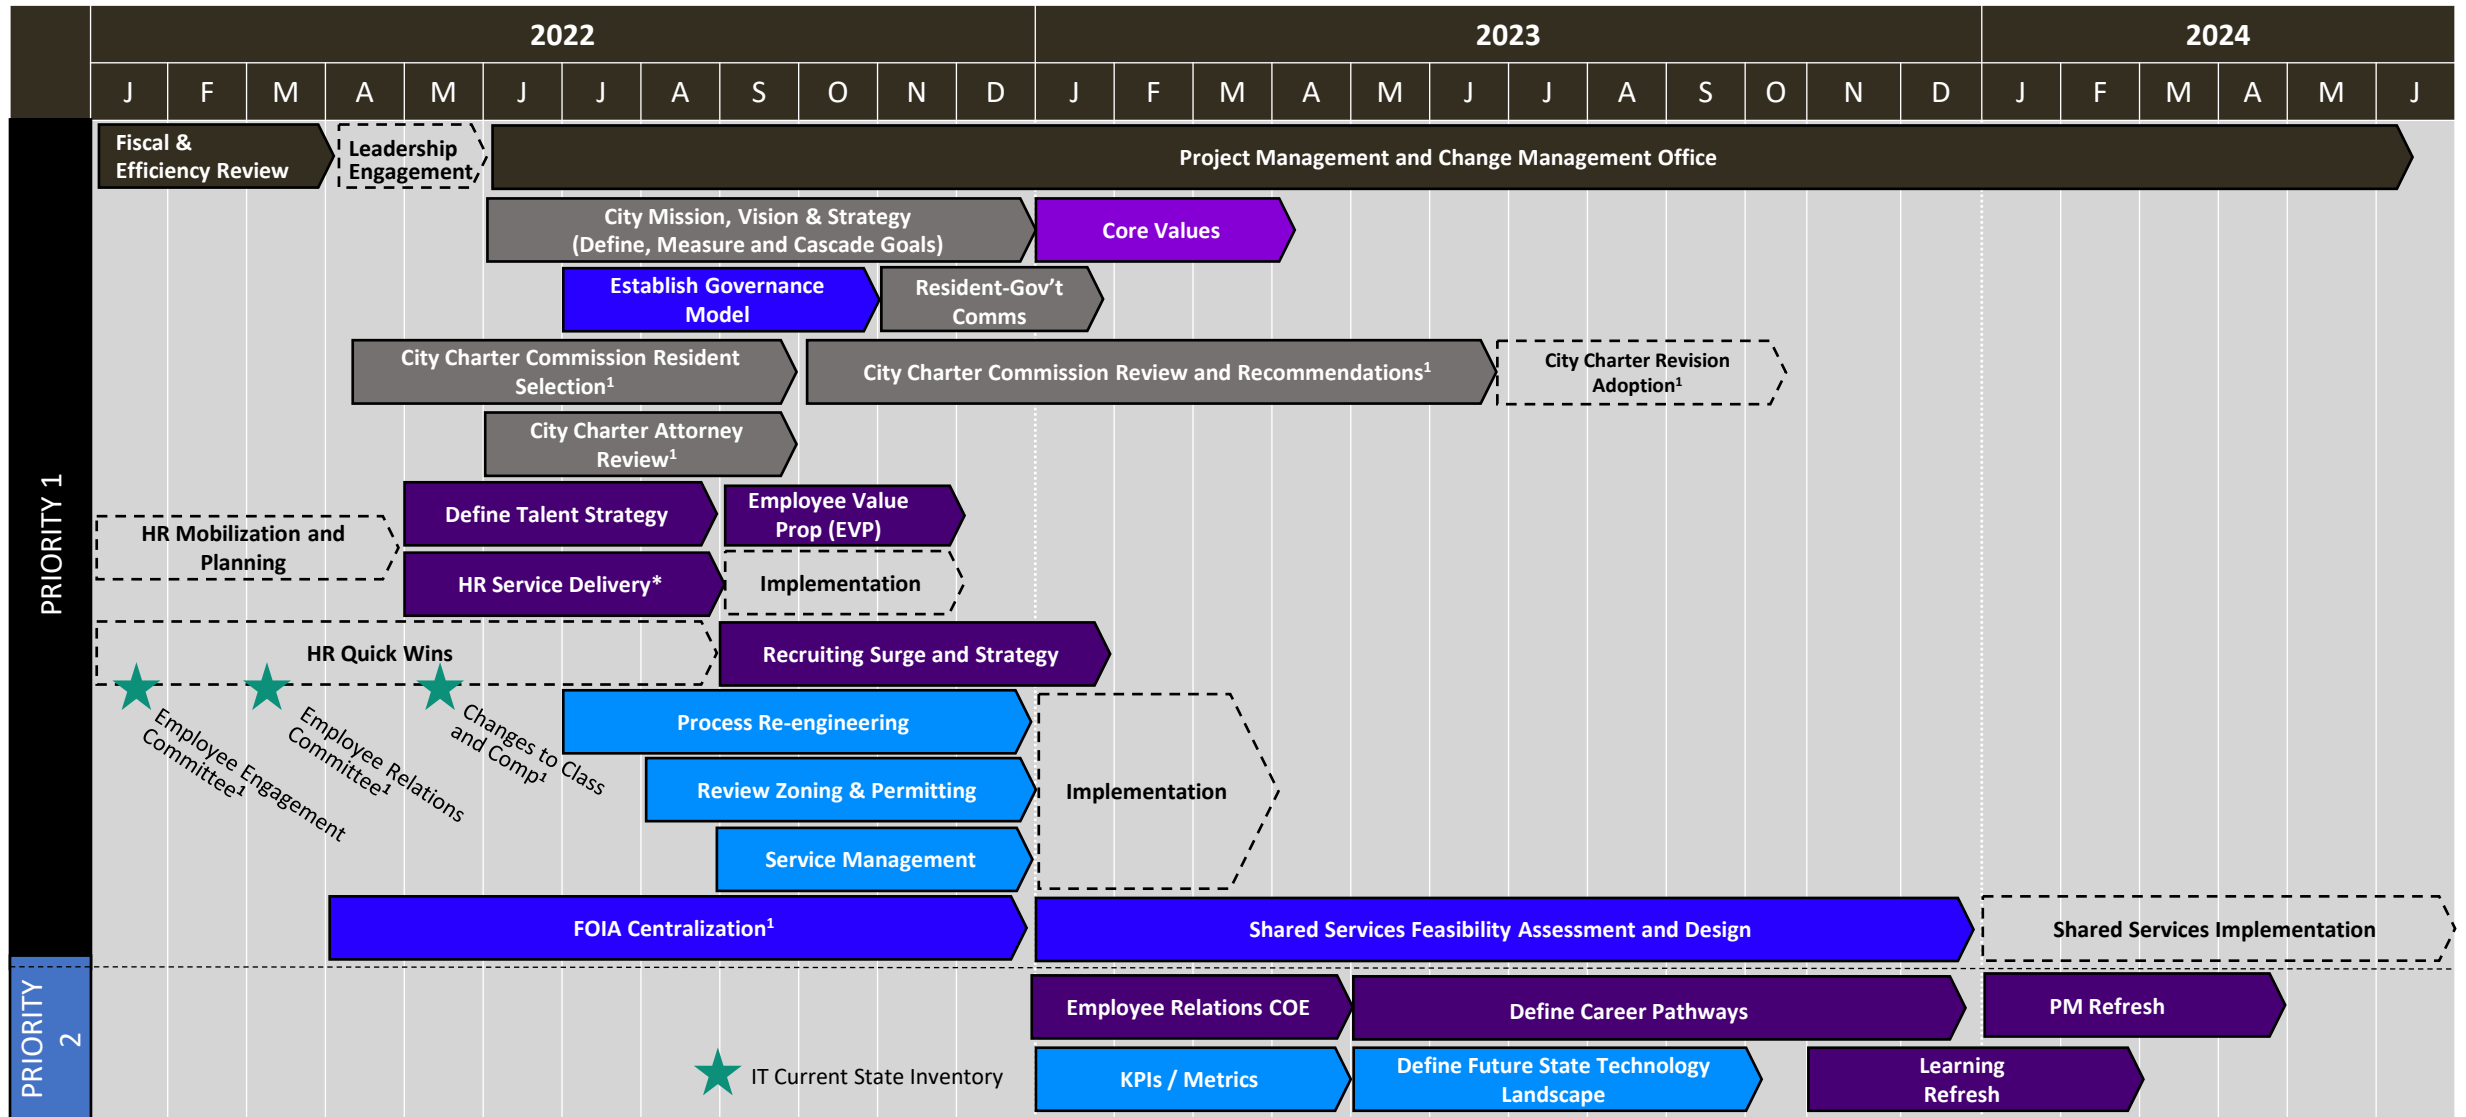 2022 2023 2024
J F M A M J J A S O N D J F M A M J J A S O N D J F M A M J
PRIORITY 1
Fiscal &
Efficiency Review
Leadership
Engagement
Project Management and Change Management Office
City Mission, Vision & Strategy
(Define, Measure and Cascade Goals)
Core Values
Establish Governance
Model
Resident-Gov’t
Comms
City Charter Commission Resident
Selection¹
City Charter Commission Review and Recommendations¹
City Charter Revision
Adoption¹
City Charter Attorney
Review¹
Define Talent Strategy
Employee Value
Prop (EVP)
HR Mobilization and
Planning
HR Service Delivery*
Implementation
HR Quick Wins
Recruiting Surge and Strategy
Employee Engagement
Committee¹
Employee Relations
Committee¹
Changes to Class
and Comp¹
Process Re-engineering
Review Zoning & Permitting
Implementation
Service Management
FOIA Centralization¹
Shared Services Feasibility Assessment and Design
Shared Services Implementation
PRIORITY
2
Employee Relations COE
Define Career Pathways
PM Refresh
IT Current State Inventory
KPIs / Metrics
Define Future State Technology
Landscape
Learning
Refresh